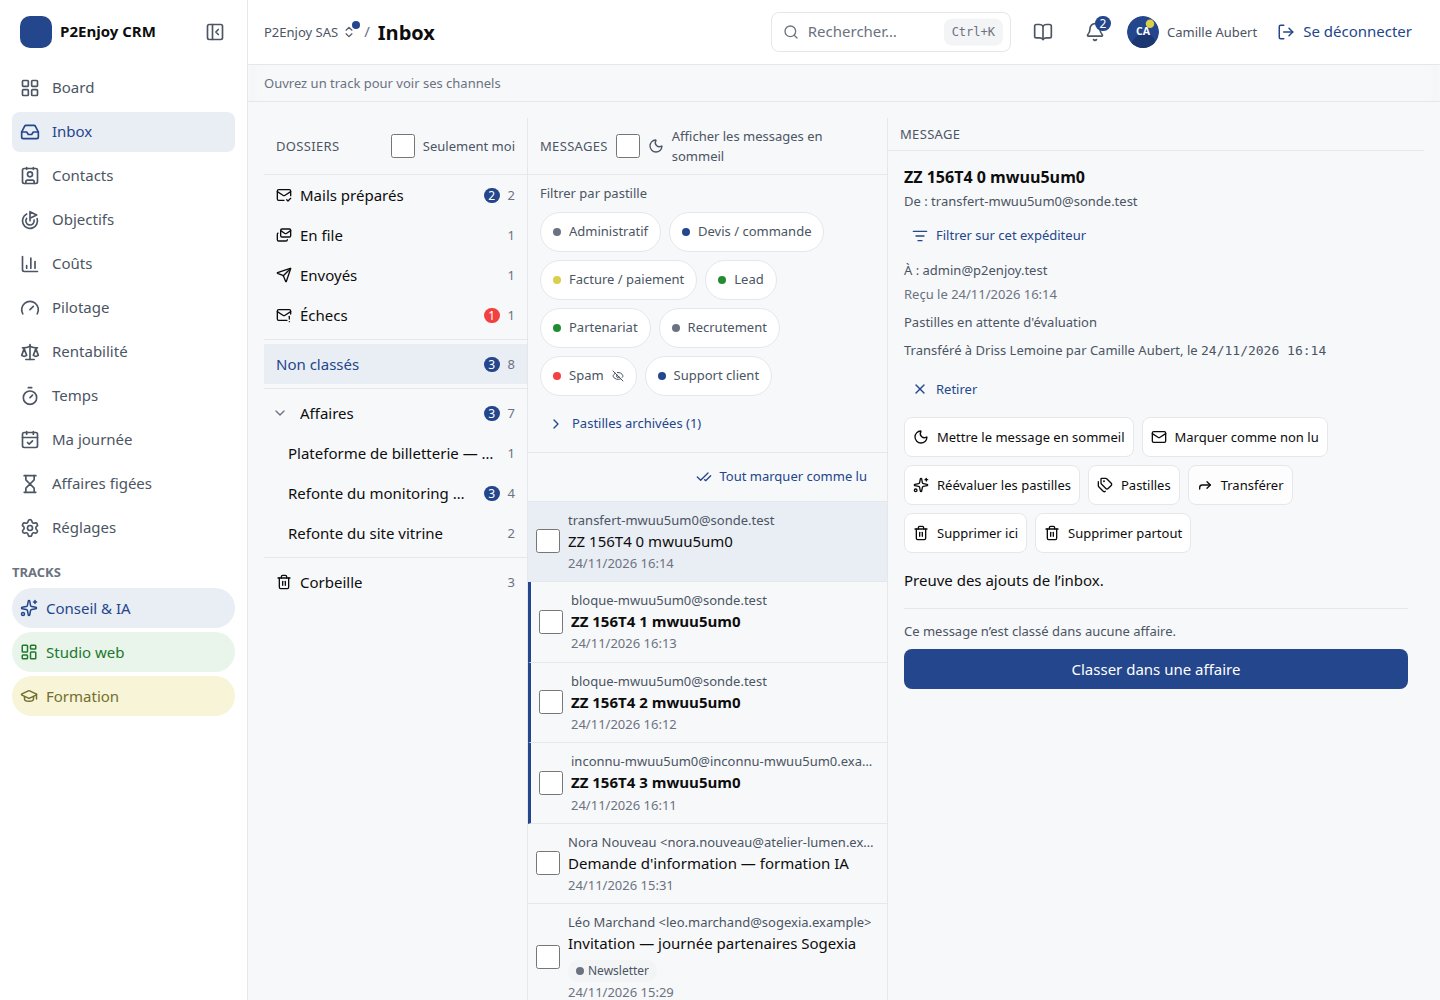 P2Enjoy CRM
Board
Inbox
Contacts
Objectifs
Coûts
Pilotage
Rentabilité
Temps
Ma journée
Affaires figées
Réglages
TRACKS
Conseil & IA
Studio web
Formation
P2Enjoy SAS / Inbox
Rechercher... Ctrl+K
2
CA Camille Aubert
Se déconnecter
Ouvrez un track pour voir ses channels
DOSSIERS Seulement moi
Mails préparés 2 2
En file 1
Envoyés 1
Échecs 1 1
Non classés 3 8
Affaires 3 7
Plateforme de billetterie — ... 1
Refonte du monitoring ... 3 4
Refonte du site vitrine 2
Corbeille 3
MESSAGES Afficher les messages en
sommeil
Filtrer par pastille
Administratif Devis / commande
Facture / paiement Lead
Partenariat Recrutement
Spam Support client
Pastilles archivées (1)
Tout marquer comme lu
transfert-mwuu5um0@sonde.test
ZZ 156T4 0 mwuu5um0
24/11/2026 16:14
bloque-mwuu5um0@sonde.test
ZZ 156T4 1 mwuu5um0
24/11/2026 16:13
bloque-mwuu5um0@sonde.test
ZZ 156T4 2 mwuu5um0
24/11/2026 16:12
inconnu-mwuu5um0@inconnu-mwuu5um0.exa...
ZZ 156T4 3 mwuu5um0
24/11/2026 16:11
Nora Nouveau <nora.nouveau@atelier-lumen.ex...
Demande d'information — formation IA
24/11/2026 15:31
Léo Marchand <leo.marchand@sogexia.example>
Invitation — journée partenaires Sogexia
Newsletter
24/11/2026 15:29
MESSAGE
ZZ 156T4 0 mwuu5um0
De : transfert-mwuu5um0@sonde.test
Filtrer sur cet expéditeur
À : admin@p2enjoy.test
Reçu le 24/11/2026 16:14
Pastilles en attente d'évaluation
Transféré à Driss Lemoine par Camille Aubert, le 24/11/2026 16:14
Retirer
Mettre le message en sommeil Marquer comme non lu
Réévaluer les pastilles Pastilles Transférer
Supprimer ici Supprimer partout
Preuve des ajouts de l’inbox.
Ce message n’est classé dans aucune affaire.
Classer dans une affaire